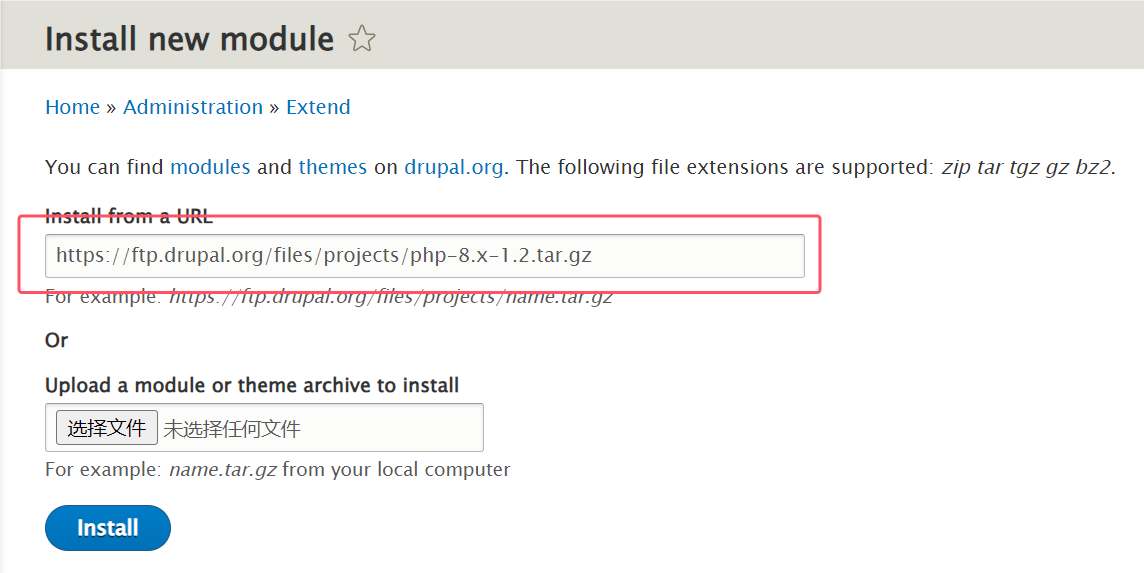 Install new module
Home » Administration » Extend
You can find modules and themes on drupal.org. The following file extensions are supported: zip tar tgz gz bz2.
Install from a URL
https://ftp.drupal.org/files/projects/php-8.x-1.2.tar.gz
For example: https://ftp.drupal.org/files/projects/name.tar.gz
Or
Upload a module or theme archive to install
选择文件 未选择任何文件
For example: name.tar.gz from your local computer
Install